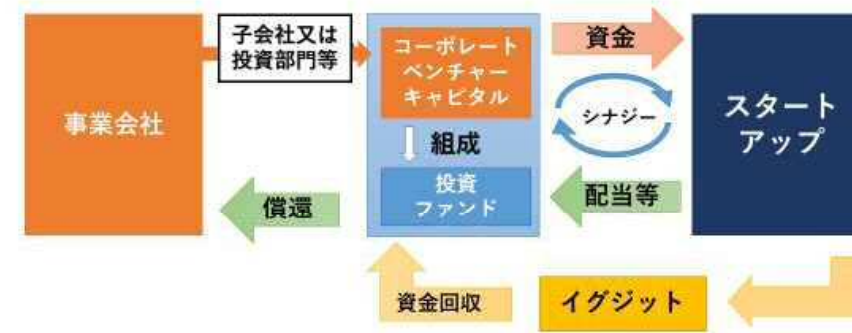 事業会社
子会社又は
投資部門等
コーポレート
ベンチャー
キャピタル
組成
投資
ファンド
資金
シナジー
配当等
スタート
アップ
償還
資金回収
イグジット